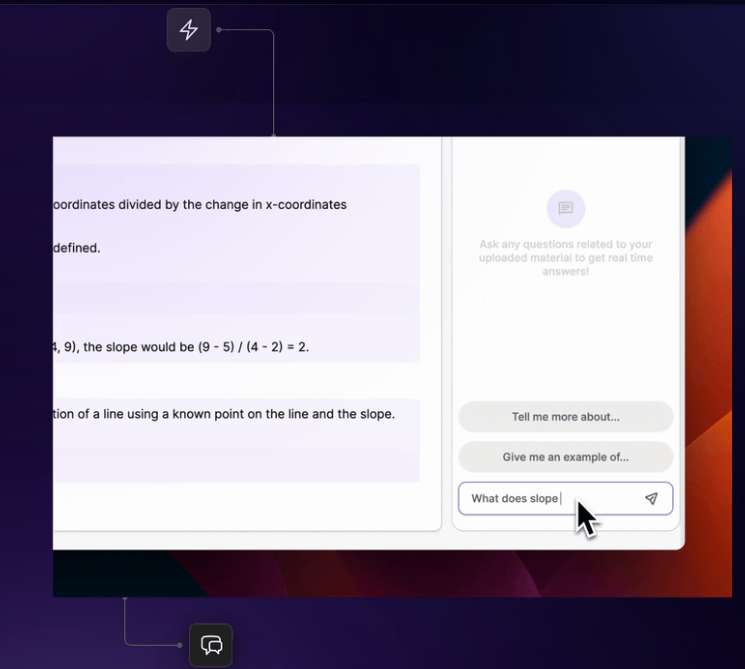 oordinates divided by the change in x-coordinates
defined.
4, 9), the slope would be (9 - 5) / (4 - 2) = 2.
tion of a line using a known point on the line and the slope.
Ask any questions related to your
uploaded material to get real time
answers!
Tell me more about...
Give me an example of...
What does slope